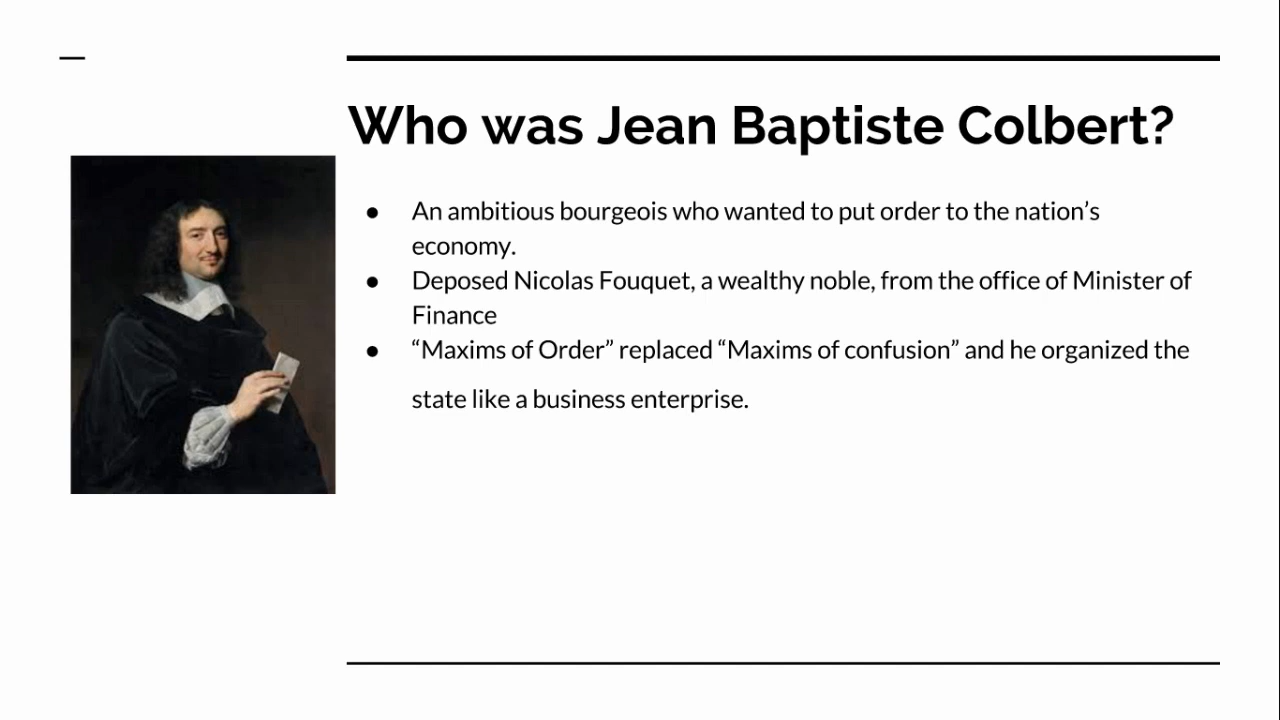 Who was Jean Baptiste Colbert?
● An ambitious bourgeois who wanted to put order to the nation’s
economy.
● Deposed Nicolas Fouquet, a wealthy noble, from the office of Minister of
Finance
● “Maxims of Order” replaced “Maxims of confusion” and he organized the
state like a business enterprise.